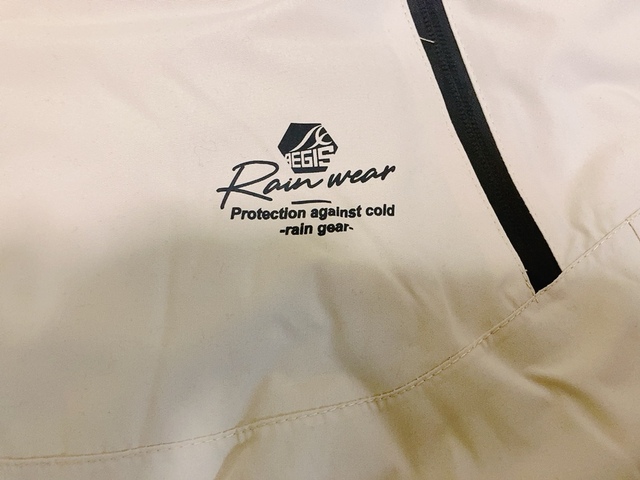 AEGIS
Rain wear
Protection against cold
-rain gear-